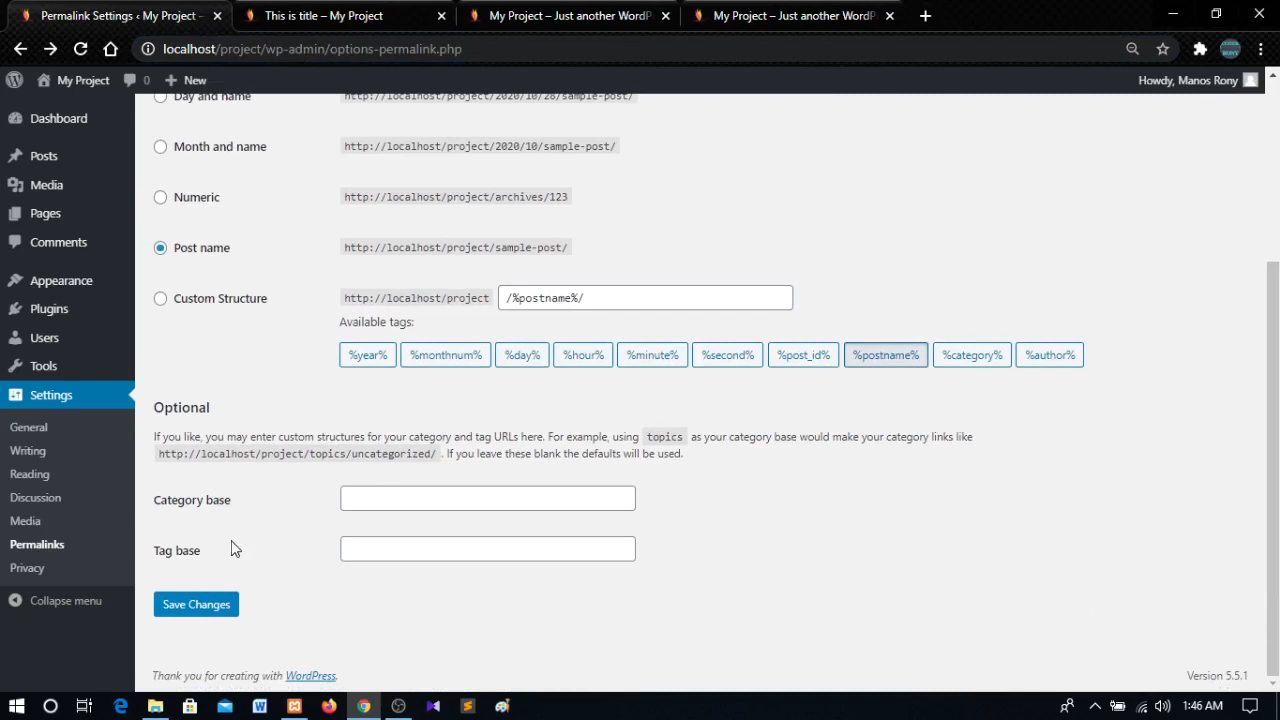 Permalink Settings ‹ My Project
This is title – My Project
My Project – Just another WordP
My Project – Just another WordP
localhost/project/wp-admin/options-permalink.php
My Project
0
New
Howdy, Manos Rony
Dashboard
Posts
Media
Pages
Comments
Appearance
Plugins
Users
Tools
Settings
General
Writing
Reading
Discussion
Media
Permalinks
Privacy
Collapse menu
Day and name http://localhost/project/2020/10/28/sample-post/
Month and name http://localhost/project/2020/10/sample-post/
Numeric http://localhost/project/archives/123
Post name http://localhost/project/sample-post/
Custom Structure http://localhost/project /%postname%/
Available tags:
%year% %monthnum% %day% %hour% %minute% %second% %post_id% %postname% %category% %author%
Optional
If you like, you may enter custom structures for your category and tag URLs here. For example, using topics as your category base would make your category links like
http://localhost/project/topics/uncategorized/ . If you leave these blank the defaults will be used.
Category base
Tag base
Save Changes
Thank you for creating with WordPress.
Version 5.5.1
1:46 AM